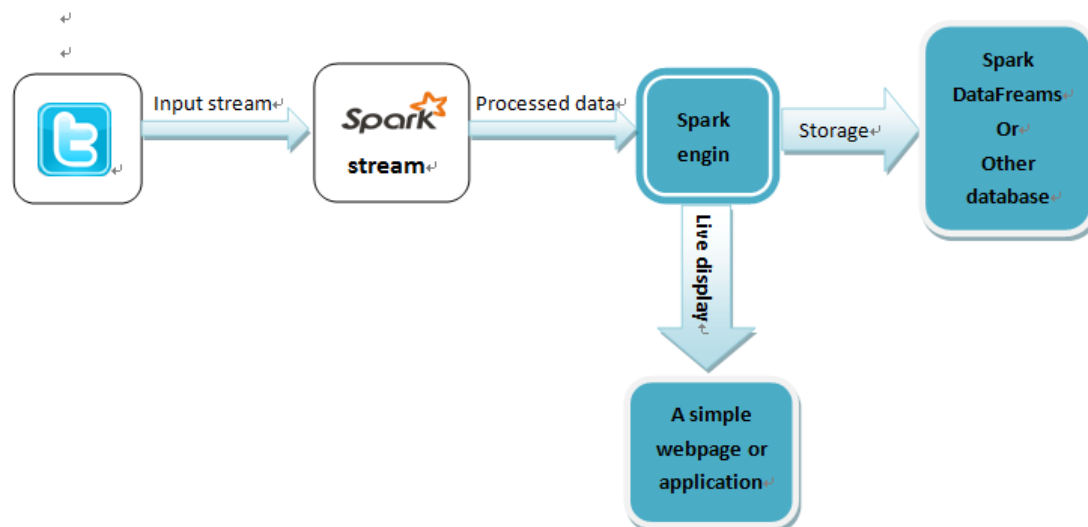 Input stream
Spark
stream
Processed data
Spark
engin
Storage
Spark
DataFreams
Or
Other
database
Live display
A simple
webpage or
application